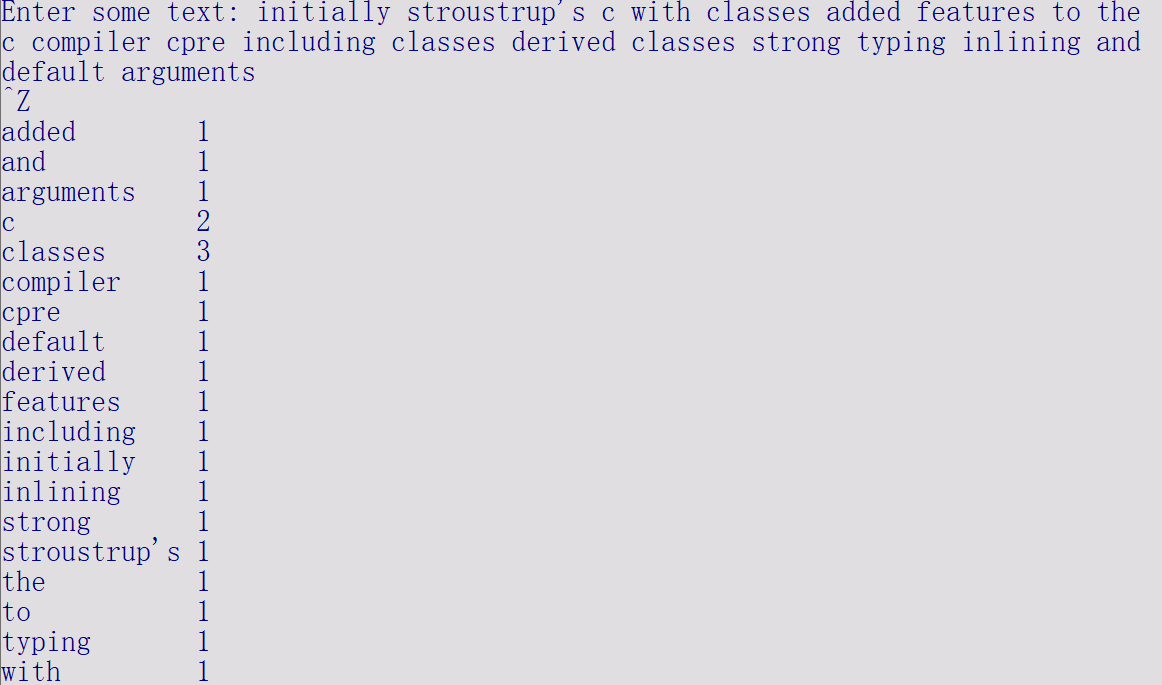 Enter some text: initially stroustrup's c with classes added features to the
c compiler cpre including classes derived classes strong typing inlining and
default arguments
^Z
added 1
and 1
arguments 1
c 2
classes 3
compiler 1
cpre 1
default 1
derived 1
features 1
including 1
initially 1
inlining 1
strong 1
stroustrup's 1
the 1
to 1
typing 1
with 1